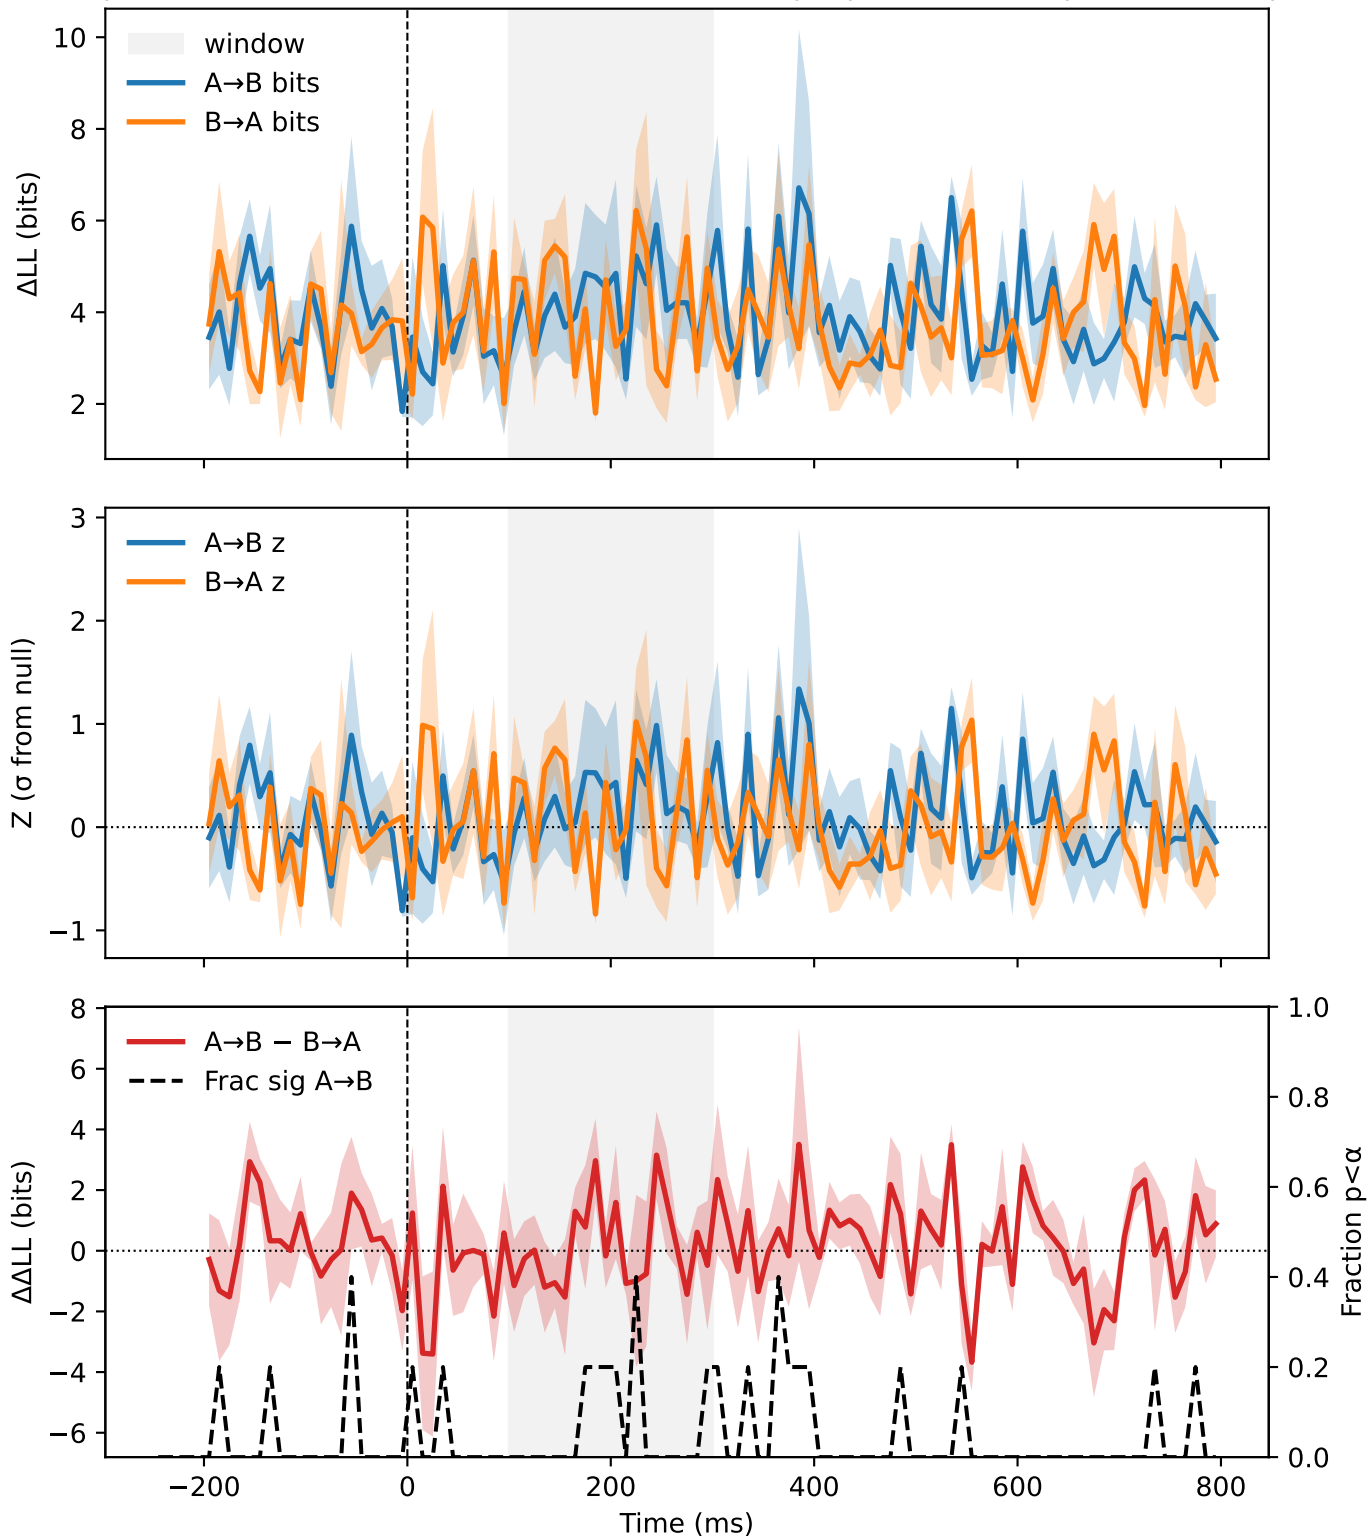 10
8
6
4
2
ΔLL (bits)
window
A→B bits
B→A bits
3
2
1
0
−1
Z (σ from null)
A→B z
B→A z
8
6
4
2
0
−2
−4
−6
ΔΔLL (bits)
A→B − B→A
Frac sig A→B
1.0
0.8
0.6
0.4
0.2
0.0
Fraction p<α
−200 0 200 400 600 800
Time (ms)